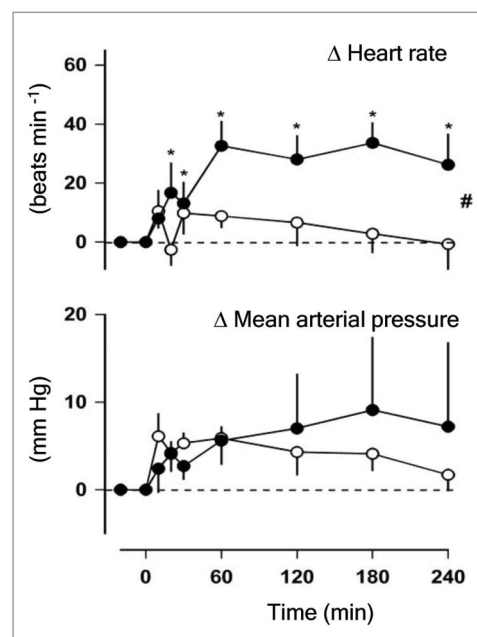 Δ Heart rate
(beats min -1)
60
40
20
0
* * * * * *
#
Δ Mean arterial pressure
(mm Hg)
20
10
0
0 60 120 180 240
Time (min)